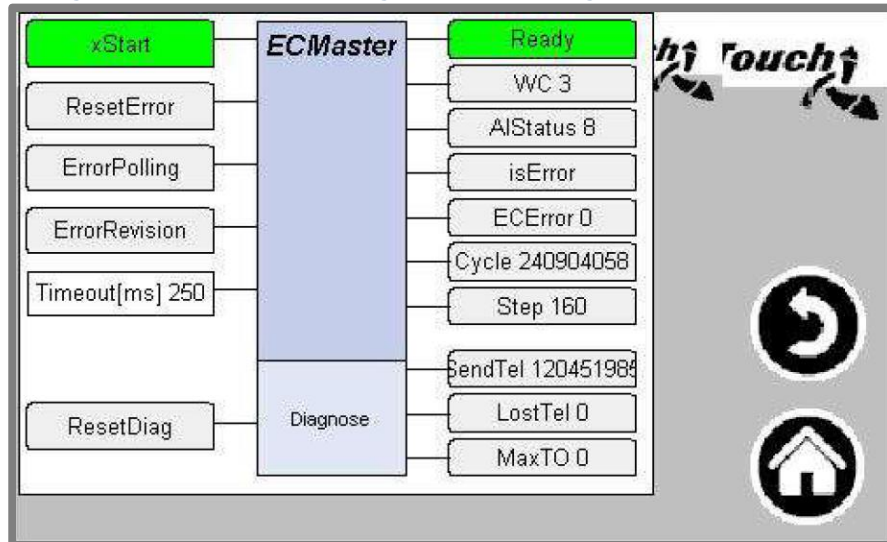 xStart
ECMaster
Ready
ResetError
WC 3
AlStatus 8
ErrorPolling
isError
ErrorRevision
ECError 0
Cycle 240904058
Timeout[ms] 250
Step 160
SendTel 120451985
ResetDiag
Diagnose
LostTel 0
MaxTO 0
Touch